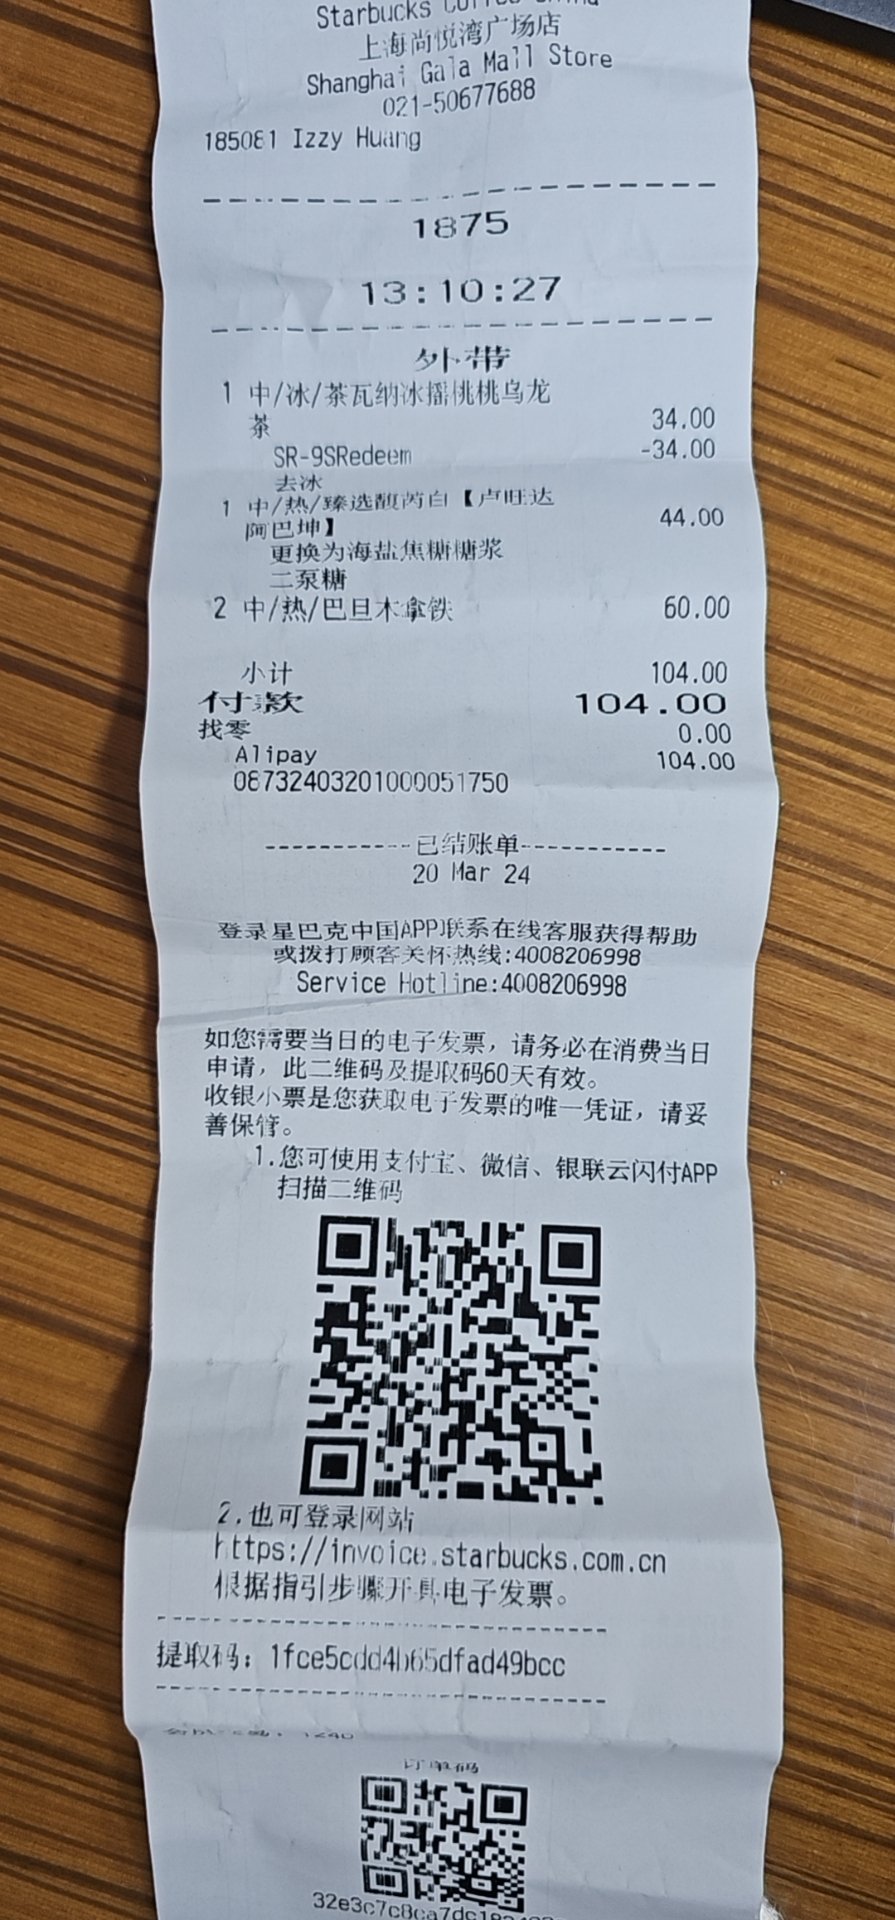 Starbucks Coffee China
上海尚悦湾广场店
Shanghai Gala Mall Store
021-50677688
185081 Izzy Huang
1875
13:10:27
外带
1 中/冰/茶瓦纳冰摇桃桃乌龙
茶 34.00
SR-9SRedeem -34.00
去冰
1 中/热/臻选馥芮白【卢旺达
阿巴坤】 44.00
更换为海盐焦糖糖浆
二泵糖
2 中/热/巴旦木拿铁 60.00
小计 104.00
付款 104.00
找零 0.00
Alipay 104.00
08732403201000051750
-----------已结账单-----------
20 Mar 24
登录星巴克中国APP联系在线客服获得帮助
或拨打顾客关怀热线:4008206998
Service Hotline:4008206998
如您需要当日的电子发票，请务必在消费当日
申请，此二维码及提取码60天有效。
收银小票是您获取电子发票的唯一凭证，请妥
善保管。
1.您可使用支付宝、微信、银联云闪付APP
扫描二维码
2.也可登录网站
https://invoice.starbucks.com.cn
根据指引步骤开具电子发票。
提取码：1fce5cdd4b65dfad49bcc
订单码